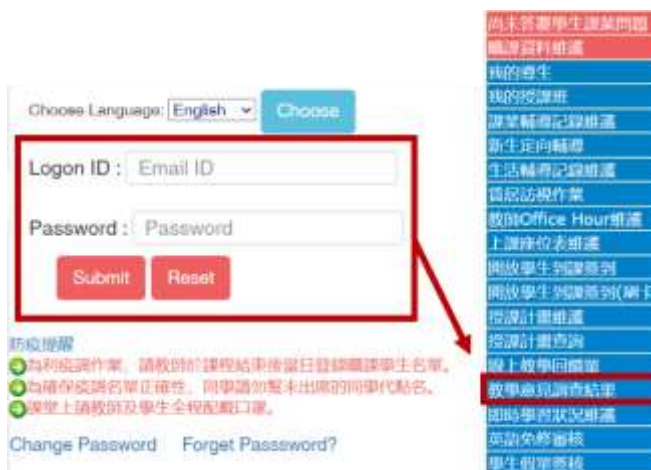 Choose Language: English Choose
Logon ID : Email ID
Password : Password
Submit Reset
防疫提醒
為利疫調作業，請教師於課程結束後當日登錄曠課學生名單。
為確保疫調名單正確性，同學請勿幫未出席的同學代點名。
課堂上請教師及學生全程配戴口罩。
Change Password Forget Passsword?
尚未答覆學生課業問題
曠課資料維護
我的導生
我的授課班
課業輔導記錄維護
新生定向輔導
生活輔導記錄維護
賃居訪視作業
教師Office Hour維護
上課座位表維護
開放學生到課簽到
開放學生到課簽到(刷卡
授課計畫維護
授課計畫查詢
線上教學回饋單
教學意見調查結果
即時學習狀況維護
英語免修審核
學生假單簽核